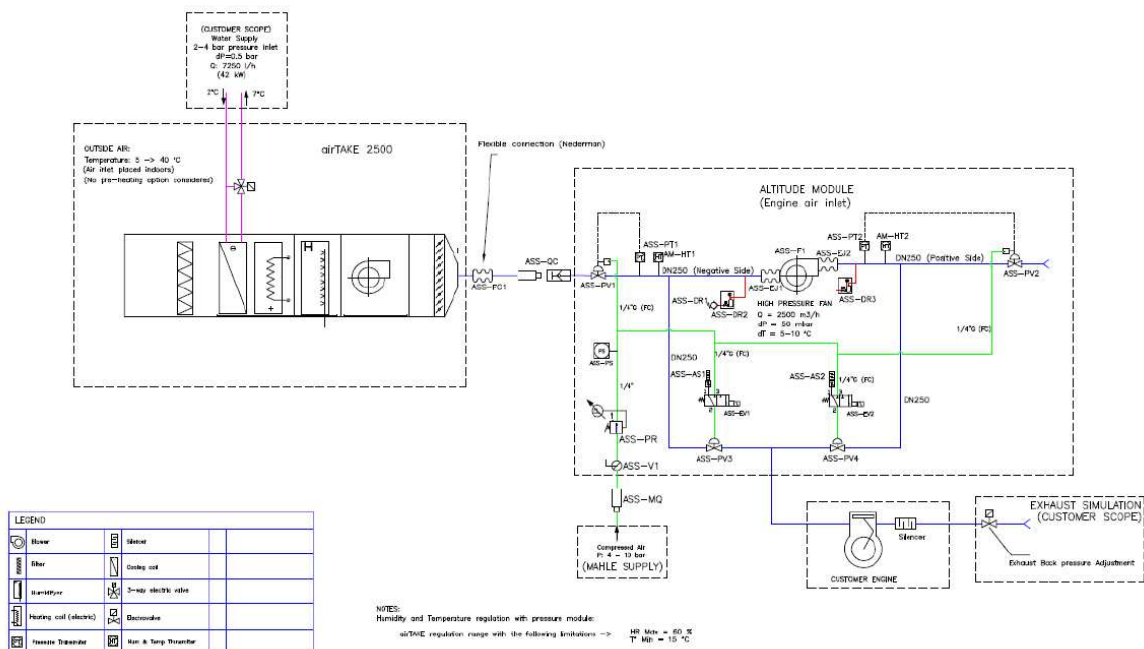 (CUSTOMER SCOPE)
Water Supply
2-4 bar pressure inlet
dP=0.5 bar
Q: 7250 l/h
(42 kW)
2°C
7°C
OUTSIDE AIR:
Temperature: 5 -> 40 °C
(Air inlet placed indoors)
(No pre-heating option considered)
airTAKE 2500
Flexible connection (Nederman)
H
ASS-FC1
ASS-QC
ALTITUDE MODULE
(Engine air inlet)
ASS-PV1
ASS-PT1
AM-HT1
PT
HT
DN250 (Negative Side)
ASS-EJ1
ASS-F1
ASS-EJ2
ASS-PT2
AM-HT2
PT
HT
DN250 (Positive Side)
ASS-PV2
ASS-DR1
ASS-DR2
ASS-DR3
HIGH PRESSURE FAN
Q = 2500 m3/h
dP = 50 mbar
dT = 5-10 °C
1/4"G (FC)
1/4"G (FC)
1/4"G (FC)
1/4"G (FC)
PS
ASS-PS
DN250
DN250
ASS-AS1
ASS-AS2
ASS-EV1
ASS-EV2
1/4"
ASS-PR
ASS-PV3
ASS-PV4
ASS-V1
ASS-MQ
Compressed Air
P: 4 - 10 bar
(MAHLE SUPPLY)
CUSTOMER ENGINE
Silencer
EXHAUST SIMULATION
(CUSTOMER SCOPE)
Exhaust Back pressure Adjustment
LEGEND
Blower
Silencer
Filter
Cooling coil
Humidifyer
3-way electric valve
Heating coil (electric)
Electrovalve
PT
Pressure Transmiter
HT
Hum & Temp Transmiter
NOTES:
Humidity and Temperature regulation with pressure module:
airTAKE regulation range with the following limitations ->
HR Max = 60 %
T° Min = 15 °C